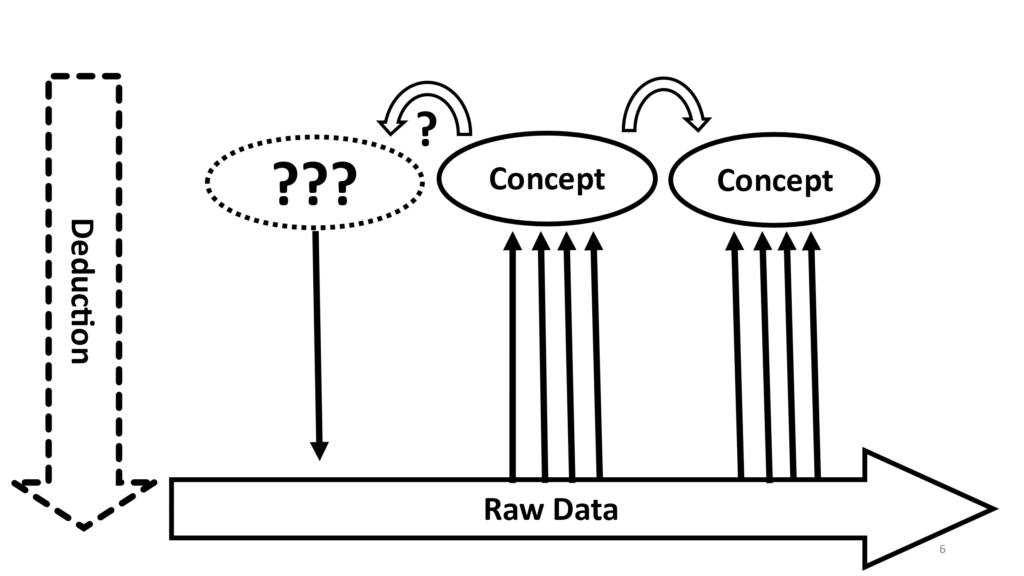 ?
???
Concept
Concept
Deduction
Raw Data
6